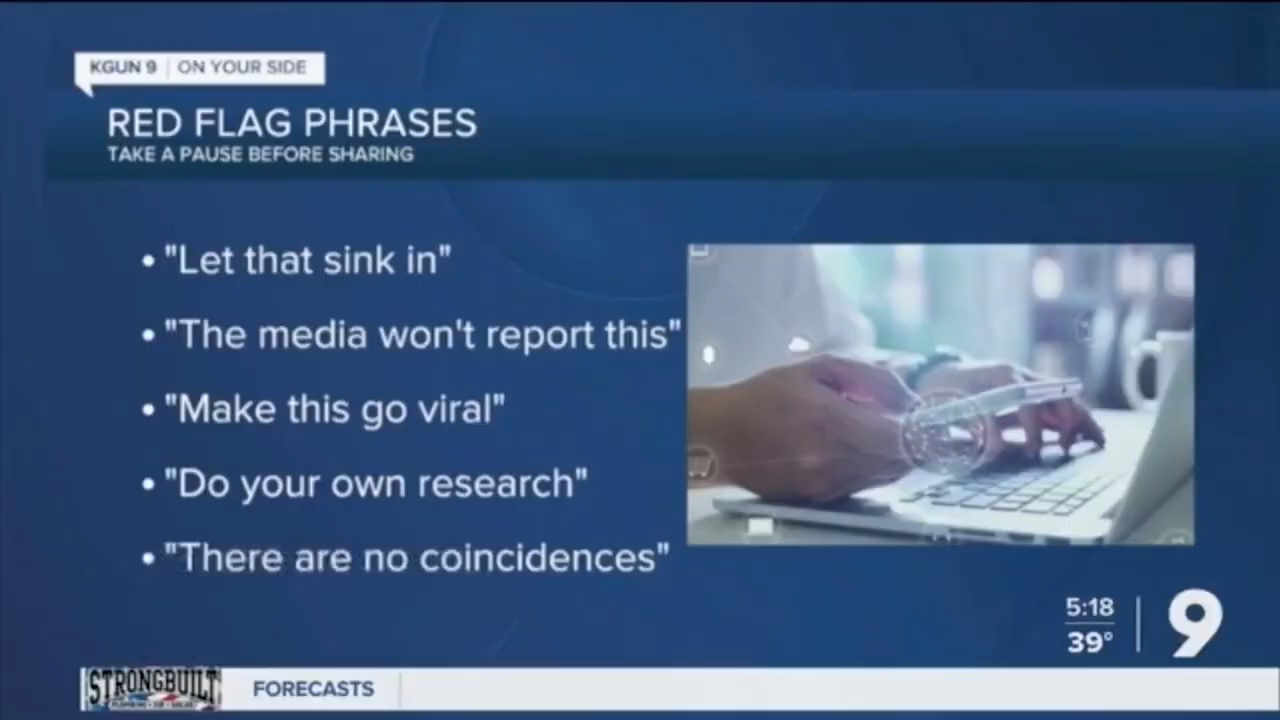 KGUN 9 | ON YOUR SIDE
RED FLAG PHRASES
TAKE A PAUSE BEFORE SHARING
• "Let that sink in"
• "The media won't report this"
• "Make this go viral"
• "Do your own research"
• "There are no coincidences"
5:18
39°
9
STRONGBUILT
FORECASTS